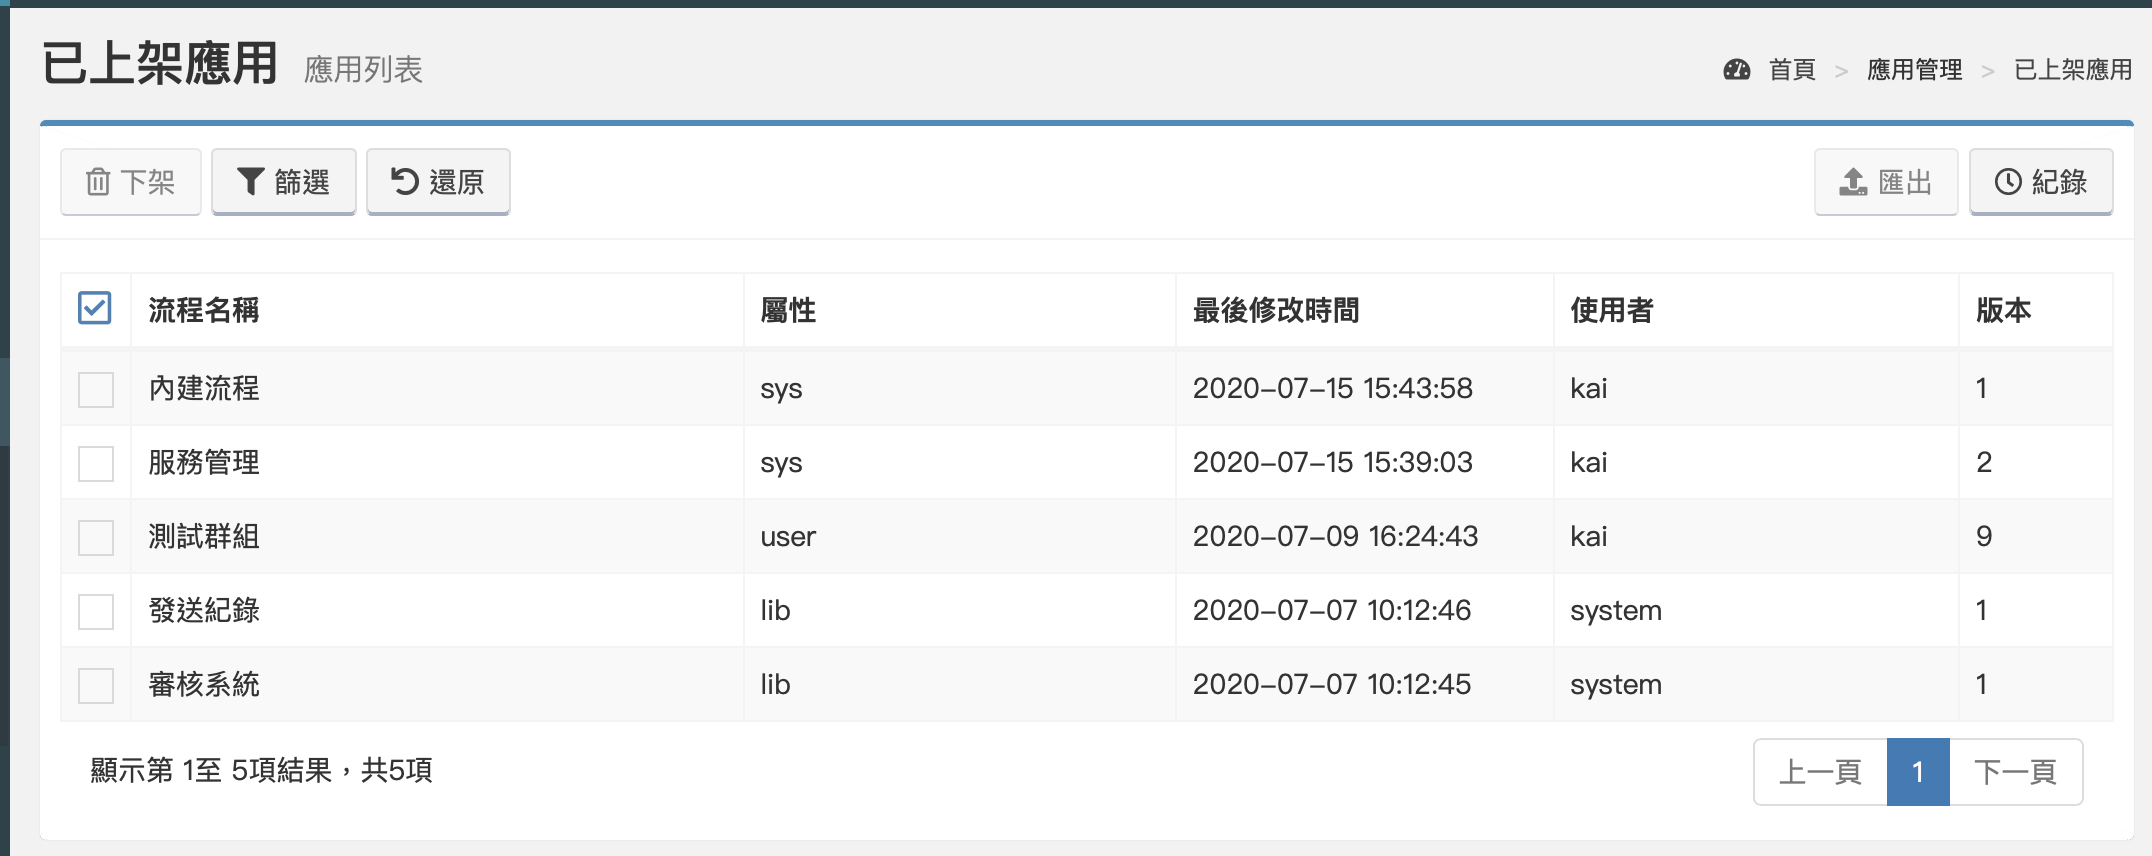 已上架應用 應用列表
首頁 > 應用管理 > 已上架應用
下架 篩選 還原 匯出 紀錄
流程名稱 屬性 最後修改時間 使用者 版本
內建流程 sys 2020-07-15 15:43:58 kai 1
服務管理 sys 2020-07-15 15:39:03 kai 2
測試群組 user 2020-07-09 16:24:43 kai 9
發送紀錄 lib 2020-07-07 10:12:46 system 1
審核系統 lib 2020-07-07 10:12:45 system 1
顯示第 1至 5項結果，共5項
上一頁 1 下一頁